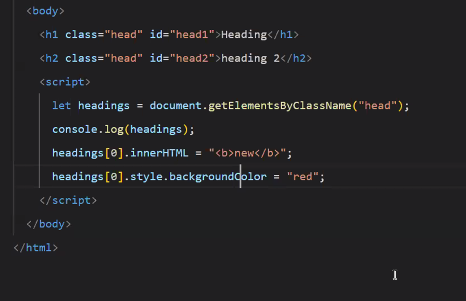 <body>
<h1 class="head" id="head1">Heading</h1>
<h2 class="head" id="head2">heading 2</h2>
<script>
let headings = document.getElementsByClassName("head");
console.log(headings);
headings[0].innerHTML = "<b>new</b>";
headings[0].style.backgroundColor = "red";
</script>
</body>
</html>